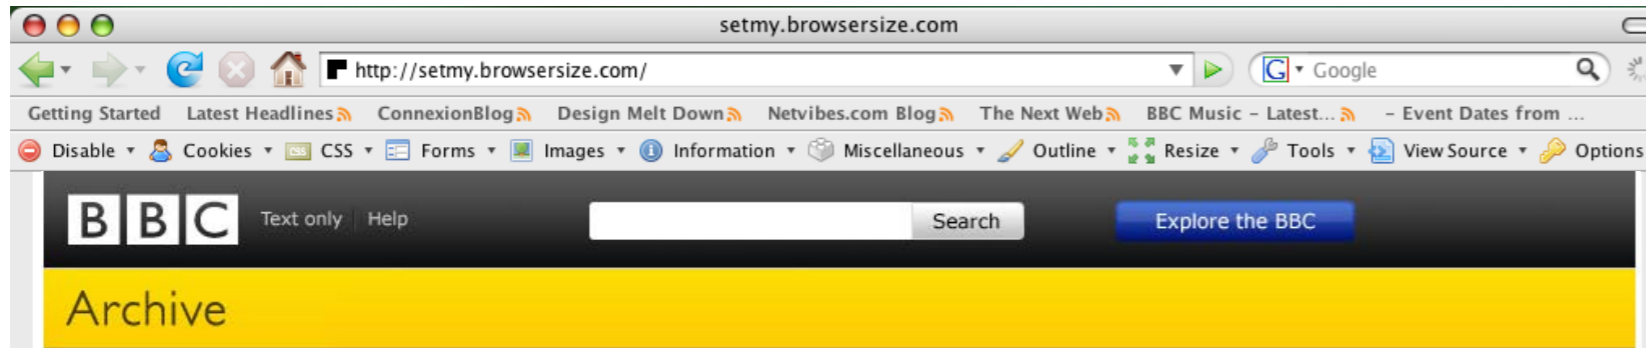 setmy.browsersize.com
http://setmy.browsersize.com/ G Google
Getting Started Latest Headlines ConnexionBlog Design Melt Down Netvibes.com Blog The Next Web BBC Music – Latest... – Event Dates from ...
Disable Cookies CSS CSS Forms Images Information Miscellaneous Outline Resize Tools View Source Options
BBC Text only Help Search Explore the BBC
Archive